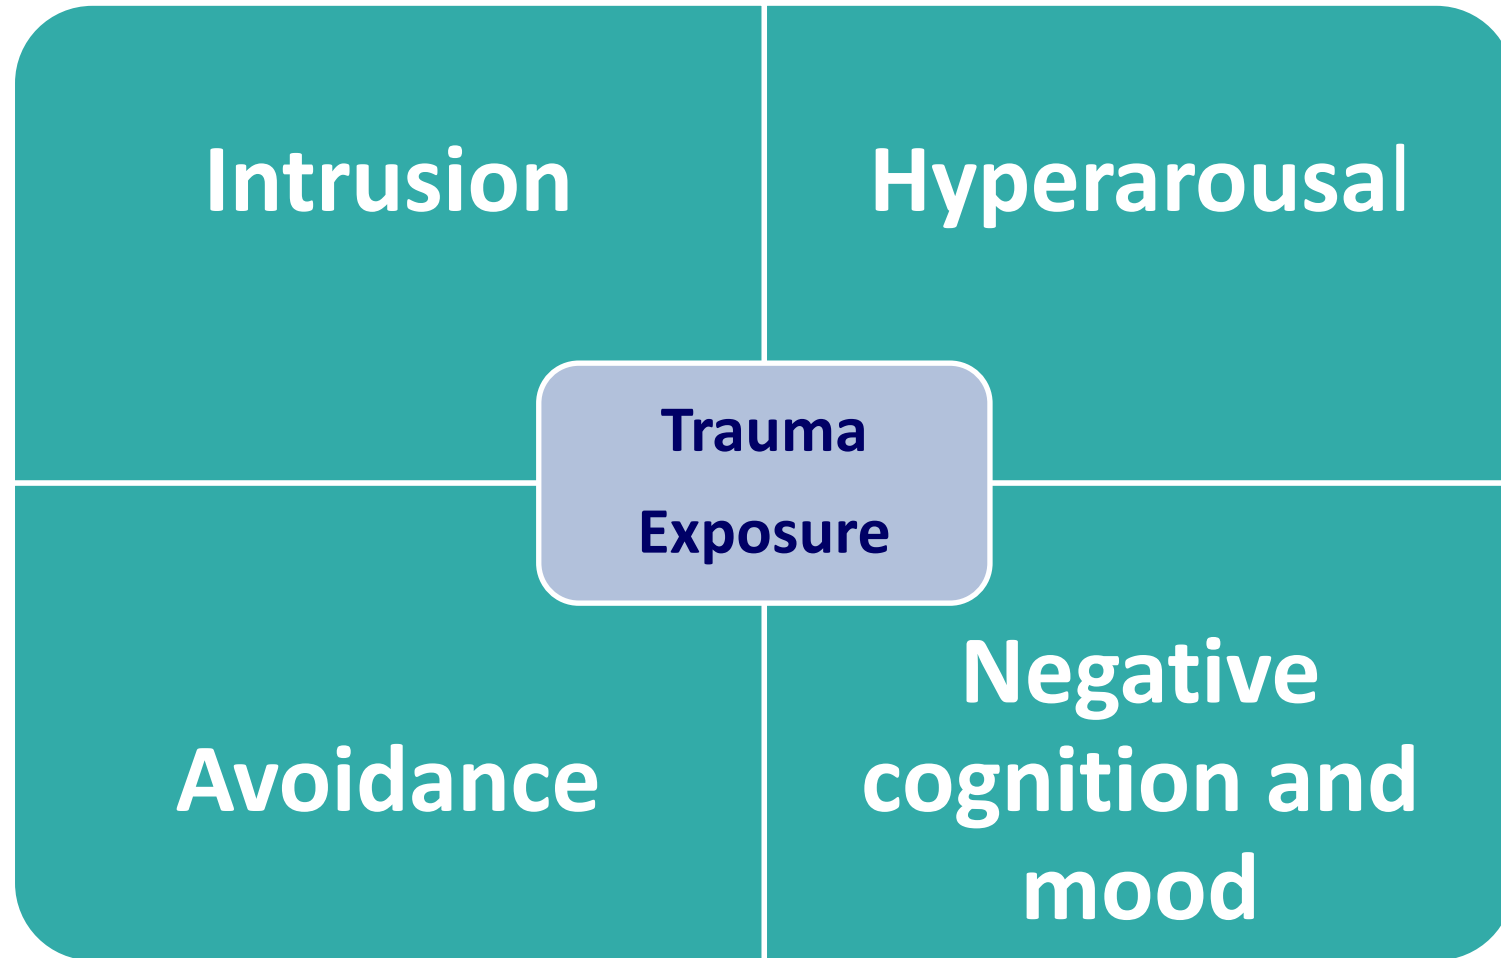 Intrusion
Hyperarousal
Trauma
Exposure
Avoidance
Negative
cognition and
mood